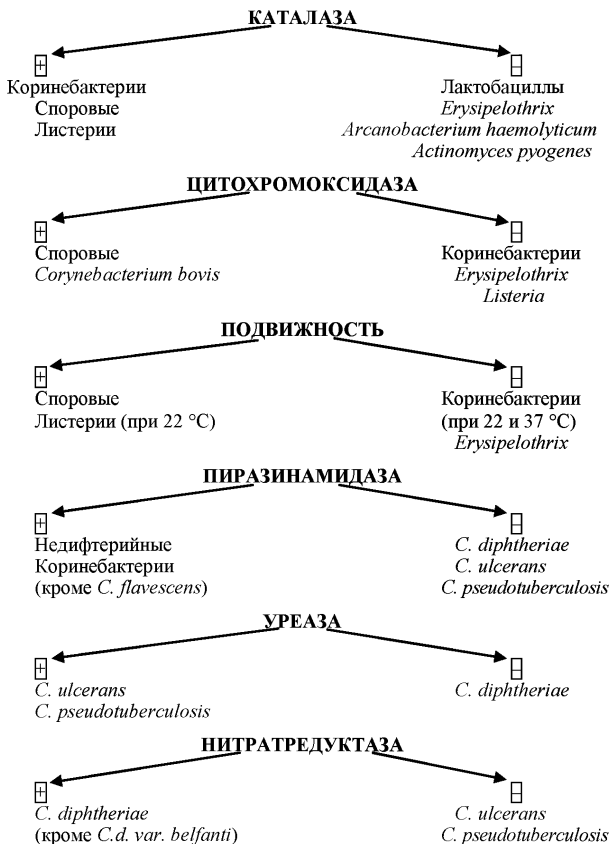 КАТАЛАЗА
+
−
Коринебактерии
Споровые
Листерии
Лактобациллы
Erysipelothrix
Arcanobacterium haemolyticum
Actinomyces pyogenes
ЦИТОХРОМОКСИДАЗА
+
−
Споровые
Corynebacterium bovis
Коринебактерии
Erysipelothrix
Listeria
ПОДВИЖНОСТЬ
+
−
Споровые
Листерии (при 22 °C)
Коринебактерии
(при 22 и 37 °C)
Erysipelothrix
ПИРАЗИНАМИДАЗА
+
−
Недифтерийные
Коринебактерии
(кроме C. flavescens)
C. diphtheriae
C. ulcerans
C. pseudotuberculosis
УРЕАЗА
+
−
C. ulcerans
C. pseudotuberculosis
C. diphtheriae
НИТРАТРЕДУКТАЗА
+
−
C. diphtheriae
(кроме C.d. var. belfanti)
C. ulcerans
C. pseudotuberculosis